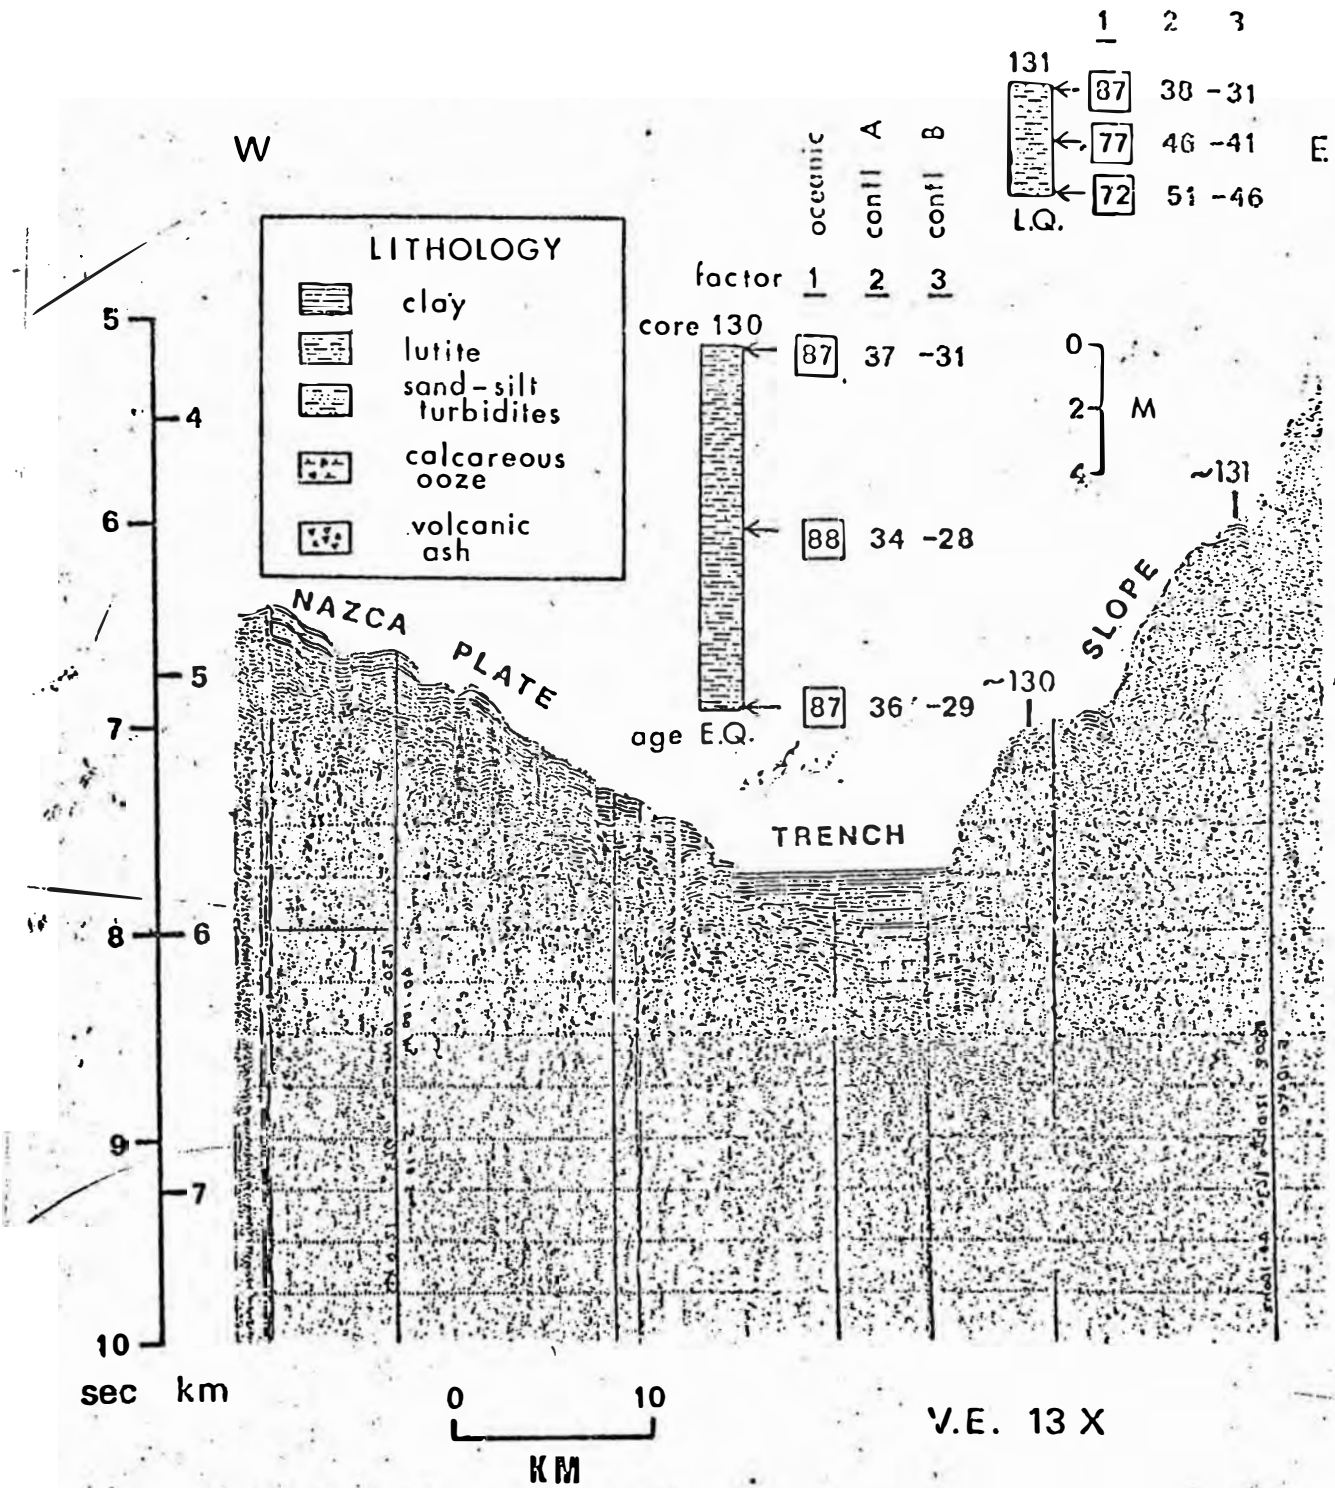 1 2 3
131
87 38 -31
77 46 -41
72 51 -46
L.Q.
W
E
LITHOLOGY
clay
lutite
sand-silt
turbidites
calcareous
ooze
volcanic
ash
oceanic
contl A
contl B
factor 1 2 3
core 130
87 37 -31
88 34 -28
87 36 -29
age E.Q.
0
2 M
4
~131
~130
NAZCA PLATE
SLOPE
TRENCH
5
4
6
5
7
8 6
9
7
10
sec km
0 10
KM
V.E. 13 X